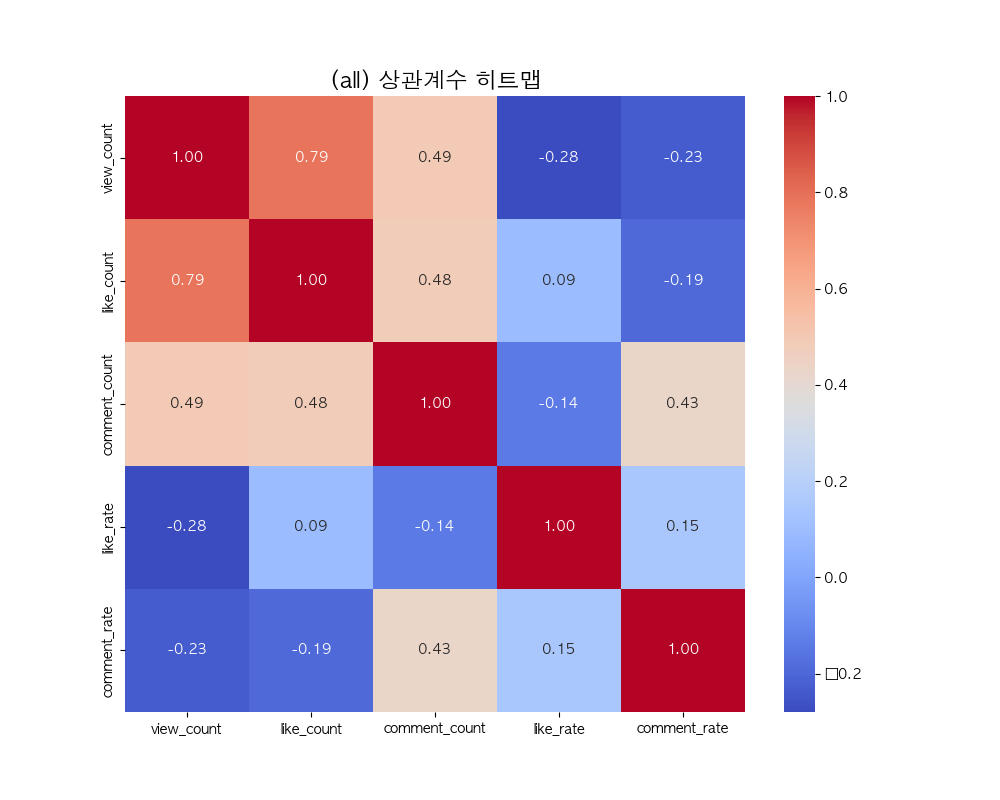 (all) 상관계수 히트맵
view_count 1.00 0.79 0.49 -0.28 -0.23
like_count 0.79 1.00 0.48 0.09 -0.19
comment_count 0.49 0.48 1.00 -0.14 0.43
like_rate -0.28 0.09 -0.14 1.00 0.15
comment_rate -0.23 -0.19 0.43 0.15 1.00
view_count like_count comment_count like_rate comment_rate
1.0
0.8
0.6
0.4
0.2
0.0
□0.2